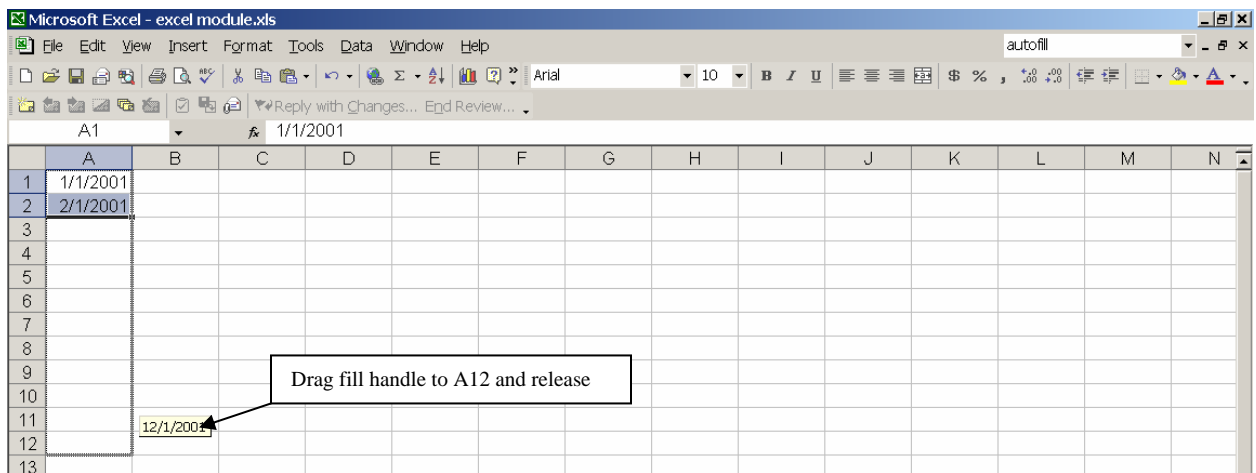 Microsoft Excel - excel module.xls
File Edit View Insert Format Tools Data Window Help autofill
Arial 10 B I U $ % ,
Reply with Changes... End Review...
A1 fx 1/1/2001
A B C D E F G H I J K L M N
1 1/1/2001
2 2/1/2001
3
4
5
6
7
8
9
Drag fill handle to A12 and release
10
11
12/1/2001
12
13